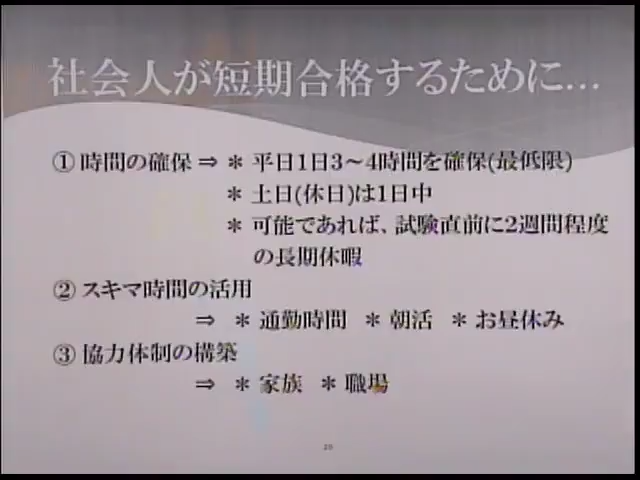 社会人が短期合格するために…
① 時間の確保 ⇒ ＊ 平日1日3～4時間を確保(最低限)
＊ 土日(休日)は1日中
＊ 可能であれば、試験直前に2週間程度
の長期休暇
② スキマ時間の活用
⇒ ＊ 通勤時間 ＊ 朝活 ＊ お昼休み
③ 協力体制の構築
⇒ ＊ 家族 ＊ 職場